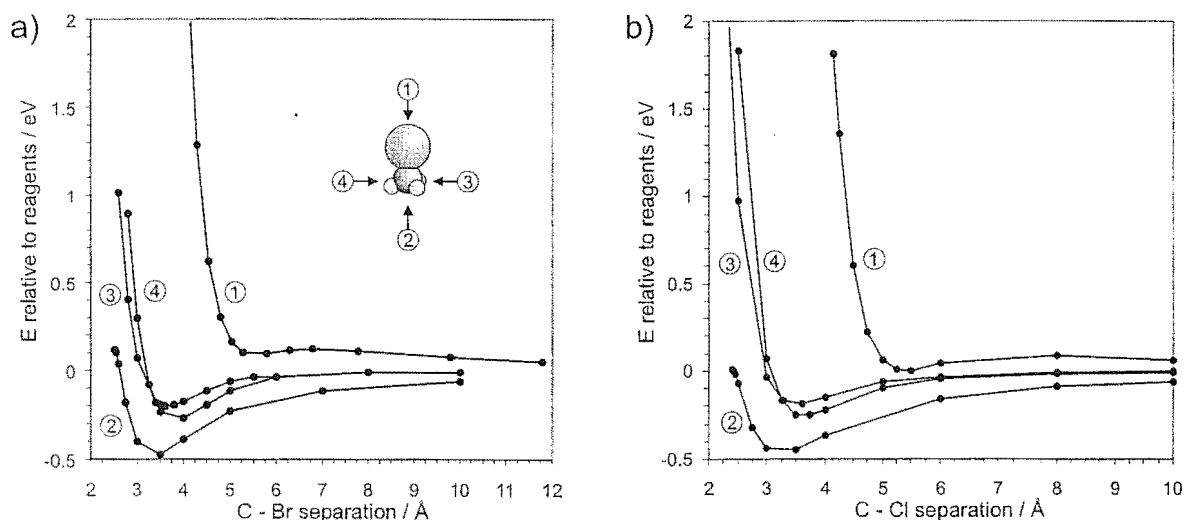 a)
E relative to reagents / eV
2
1.5
1
0.5
0
-0.5
①
④ ③
②
③ ④ ①
②
2 3 4 5 6 7 8 9 10 11 12
C - Br separation / Å
b)
E relative to reagents / eV
2
1.5
1
0.5
0
-0.5
③ ④ ①
②
2 3 4 5 6 7 8 9 10
C - Cl separation / Å